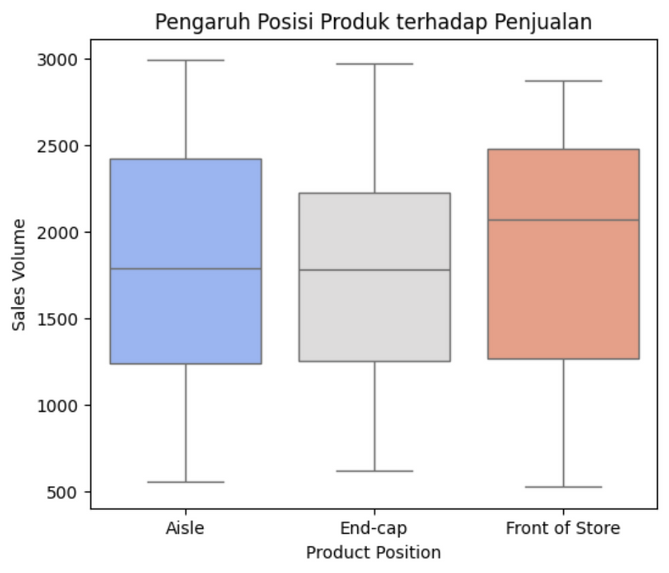 Pengaruh Posisi Produk terhadap Penjualan
3000
2500
2000
1500
1000
500
Sales Volume
Aisle
End-cap
Front of Store
Product Position